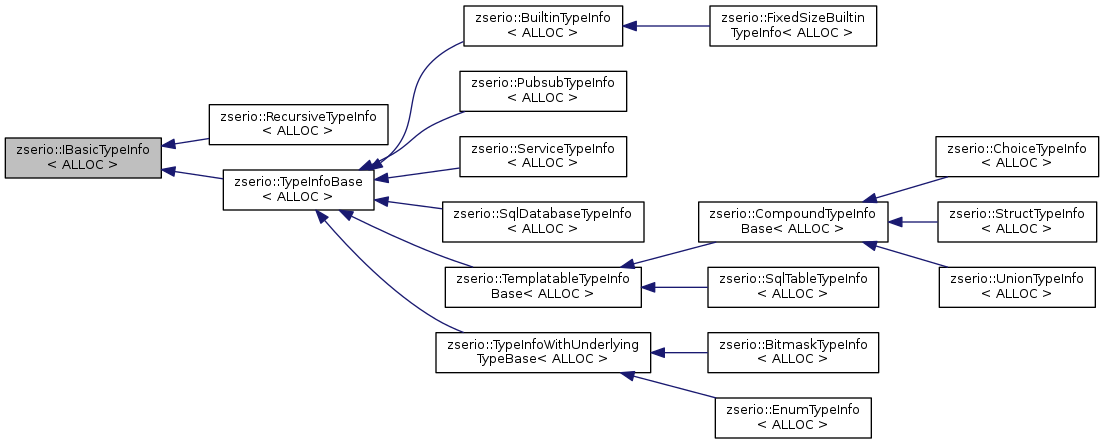 zserio::IBasicTypeInfo
< ALLOC >
zserio::RecursiveTypeInfo
< ALLOC >
zserio::TypeInfoBase
< ALLOC >
zserio::BuiltinTypeInfo
< ALLOC >
zserio::PubsubTypeInfo
< ALLOC >
zserio::ServiceTypeInfo
< ALLOC >
zserio::SqlDatabaseTypeInfo
< ALLOC >
zserio::TemplatableTypeInfo
Base< ALLOC >
zserio::TypeInfoWithUnderlying
TypeBase< ALLOC >
zserio::FixedSizeBuiltin
TypeInfo< ALLOC >
zserio::CompoundTypeInfo
Base< ALLOC >
zserio::SqlTableTypeInfo
< ALLOC >
zserio::BitmaskTypeInfo
< ALLOC >
zserio::EnumTypeInfo
< ALLOC >
zserio::ChoiceTypeInfo
< ALLOC >
zserio::StructTypeInfo
< ALLOC >
zserio::UnionTypeInfo
< ALLOC >